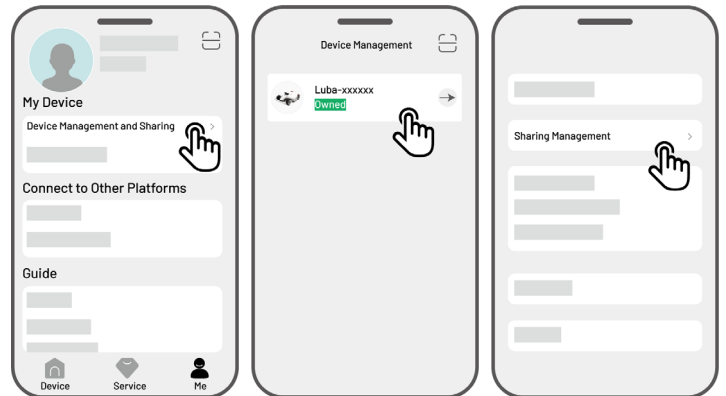 My Device
Device Management and Sharing
Connect to Other Platforms
Guide
Device Service Me
Device Management
Luba-xxxxxx
Owned
Sharing Management